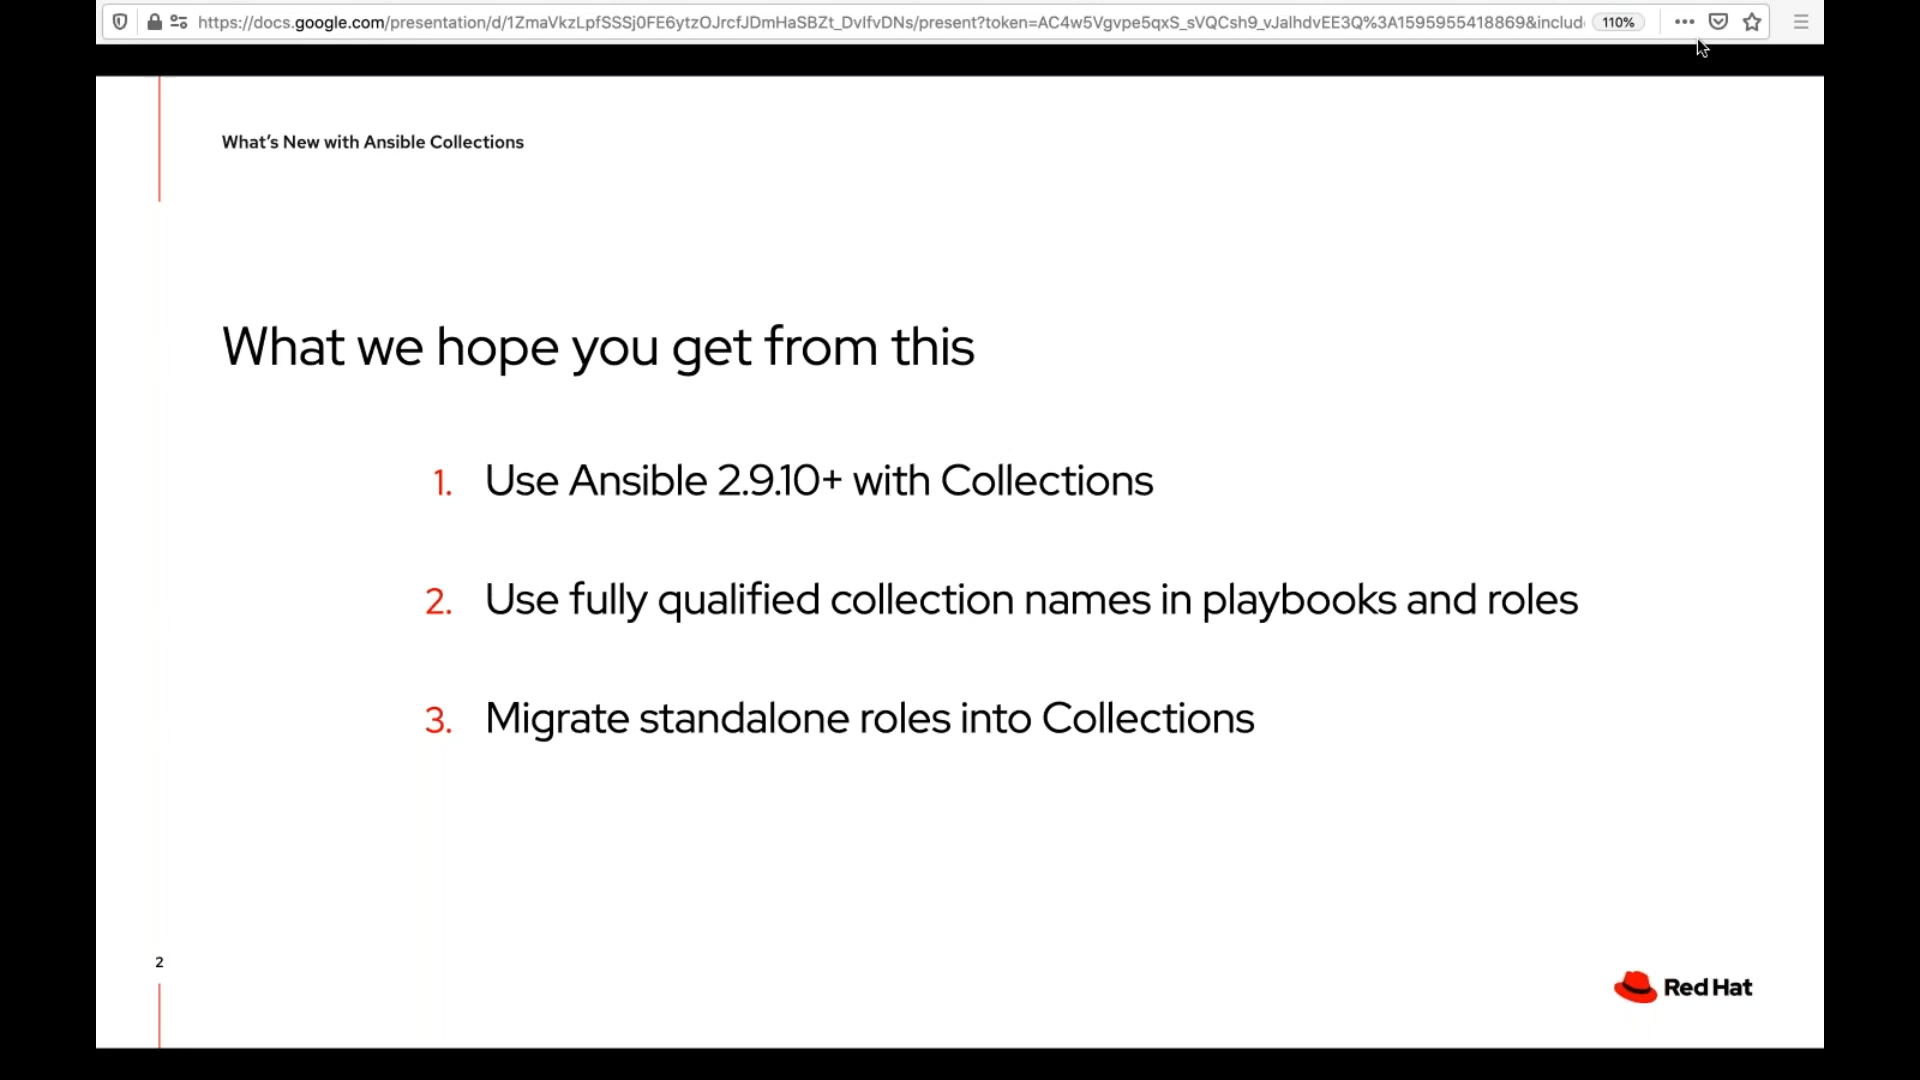 https://docs.google.com/presentation/d/1ZmaVkzLpfSSSj0FE6ytzOJrcfJDmHaSBZt_DvlfvDNs/present?token=AC4w5Vgvpe5qxS_sVQCsh9_vJalhdvEE3Q%3A1595955418869&includ 110%
What's New with Ansible Collections
What we hope you get from this
1. Use Ansible 2.9.10+ with Collections
2. Use fully qualified collection names in playbooks and roles
3. Migrate standalone roles into Collections
2
Red Hat